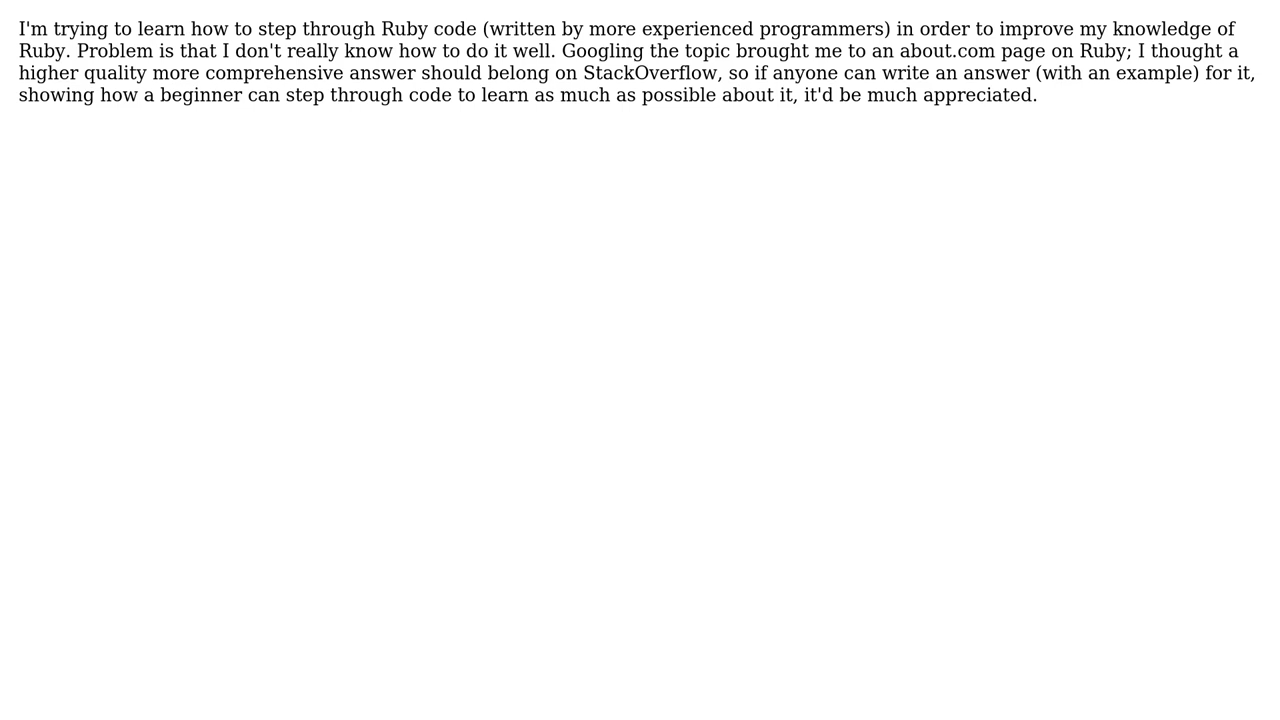 I'm trying to learn how to step through Ruby code (written by more experienced programmers) in order to improve my knowledge of
Ruby. Problem is that I don't really know how to do it well. Googling the topic brought me to an about.com page on Ruby; I thought a
higher quality more comprehensive answer should belong on StackOverflow, so if anyone can write an answer (with an example) for it,
showing how a beginner can step through code to learn as much as possible about it, it'd be much appreciated.